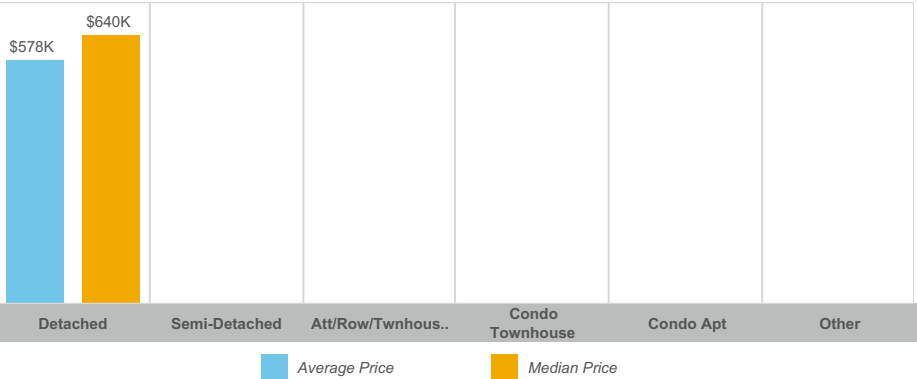 $640K
$578K
Detached
Semi-Detached
Att/Row/Twnhous..
Condo
Townhouse
Condo Apt
Other
Average Price
Median Price